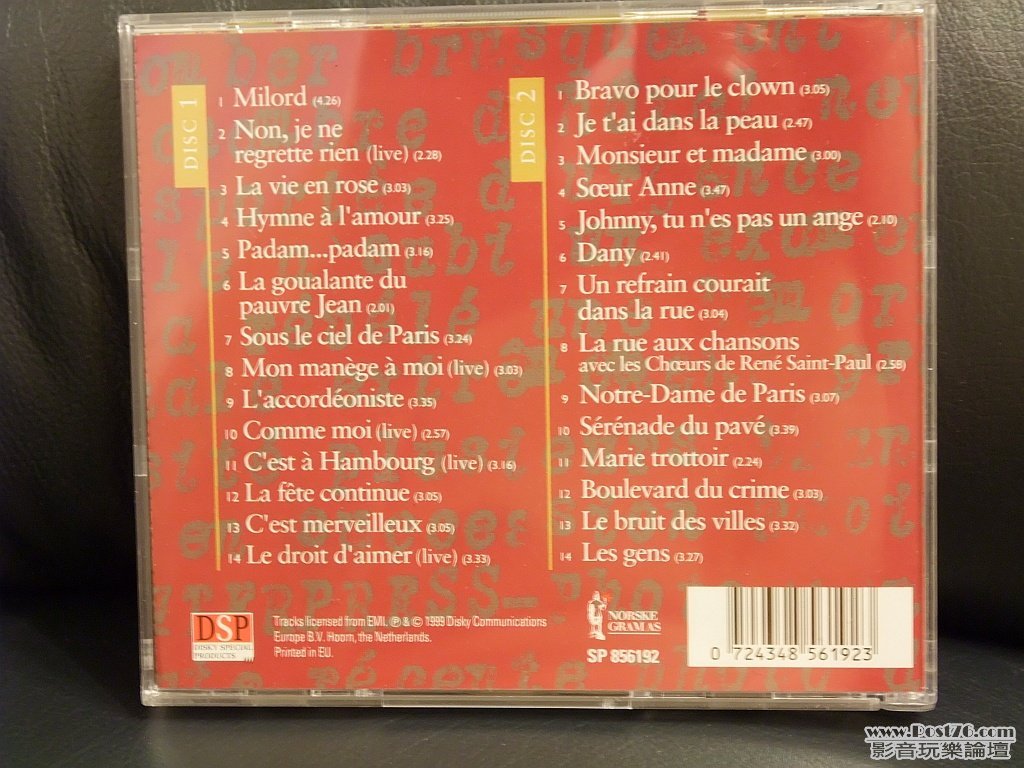 DISC 1
1 Milord (4.26)
2 Non, je ne
regrette rien (live) (2.28)
3 La vie en rose (3.03)
4 Hymne à l'amour (3.25)
5 Padam...padam (3.16)
6 La goualante du
pauvre Jean (2.01)
7 Sous le ciel de Paris (3.24)
8 Mon manège à moi (live) (3.03)
9 L'accordéoniste (3.35)
10 Comme moi (live) (2.57)
11 C'est à Hambourg (live) (3.16)
12 La fête continue (3.05)
13 C'est merveilleux (3.05)
14 Le droit d'aimer (live) (3.33)
DISC 2
1 Bravo pour le clown (3.05)
2 Je t'ai dans la peau (2.47)
3 Monsieur et madame (3.00)
4 Sœur Anne (3.47)
5 Johnny, tu n'es pas un ange (2.10)
6 Dany (2.41)
7 Un refrain courait
dans la rue (3.04)
8 La rue aux chansons
avec les Chœurs de René Saint-Paul (2.58)
9 Notre-Dame de Paris (3.07)
10 Sérénade du pavé (3.39)
11 Marie trottoir (2.24)
12 Boulevard du crime (3.03)
13 Le bruit des villes (3.32)
14 Les gens (3.27)
DSP
DISKY SPECIAL
PRODUCTS
Tracks licensed from EMI. ℗ & © 1999 Disky Communications
Europe B.V. Hoorn, the Netherlands.
Printed in EU.
NORSKE
GRAM AS
SP 856192
0 724348 561923
www.Post76.com
影音玩樂論壇